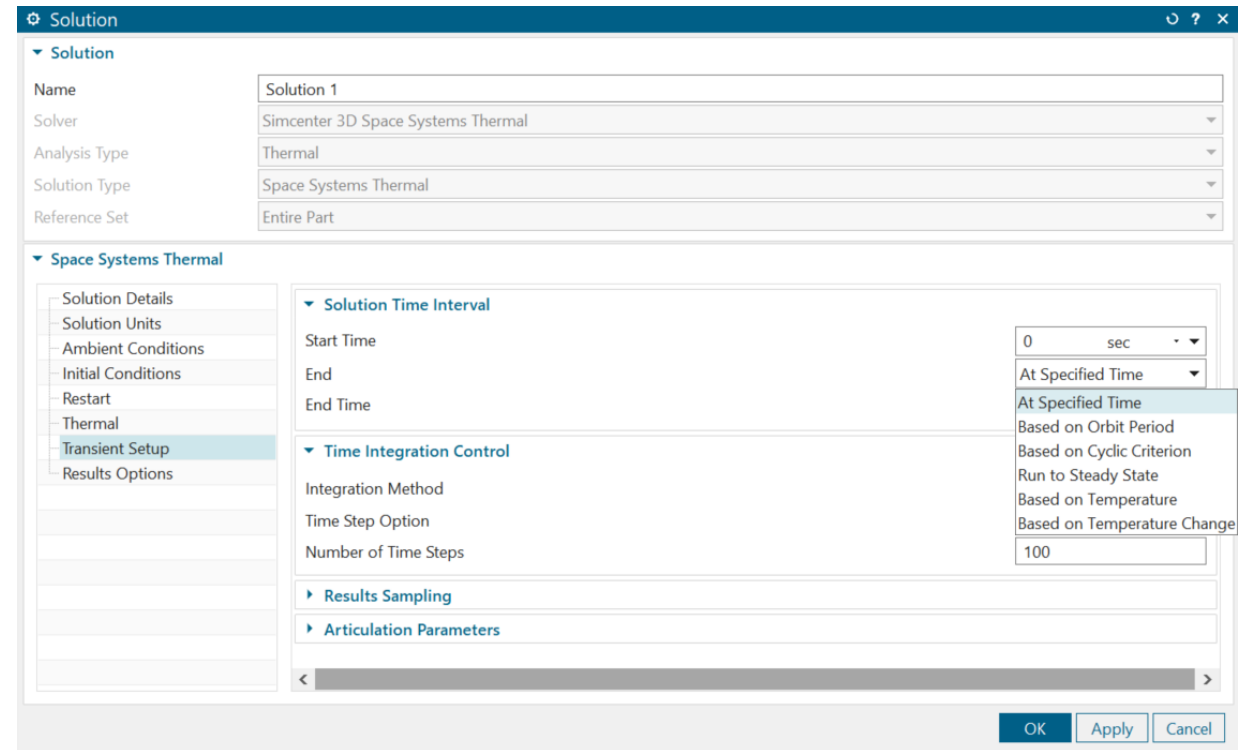 Solution
Solution
Name Solution 1
Solver Simcenter 3D Space Systems Thermal
Analysis Type Thermal
Solution Type Space Systems Thermal
Reference Set Entire Part
Space Systems Thermal
Solution Details
Solution Units
Ambient Conditions
Initial Conditions
Restart
Thermal
Transient Setup
Results Options
Solution Time Interval
Start Time 0 sec
End At Specified Time
End Time
At Specified Time
Based on Orbit Period
Based on Cyclic Criterion
Run to Steady State
Based on Temperature
Based on Temperature Change
Time Integration Control
Integration Method
Time Step Option
Number of Time Steps 100
Results Sampling
Articulation Parameters
OK Apply Cancel